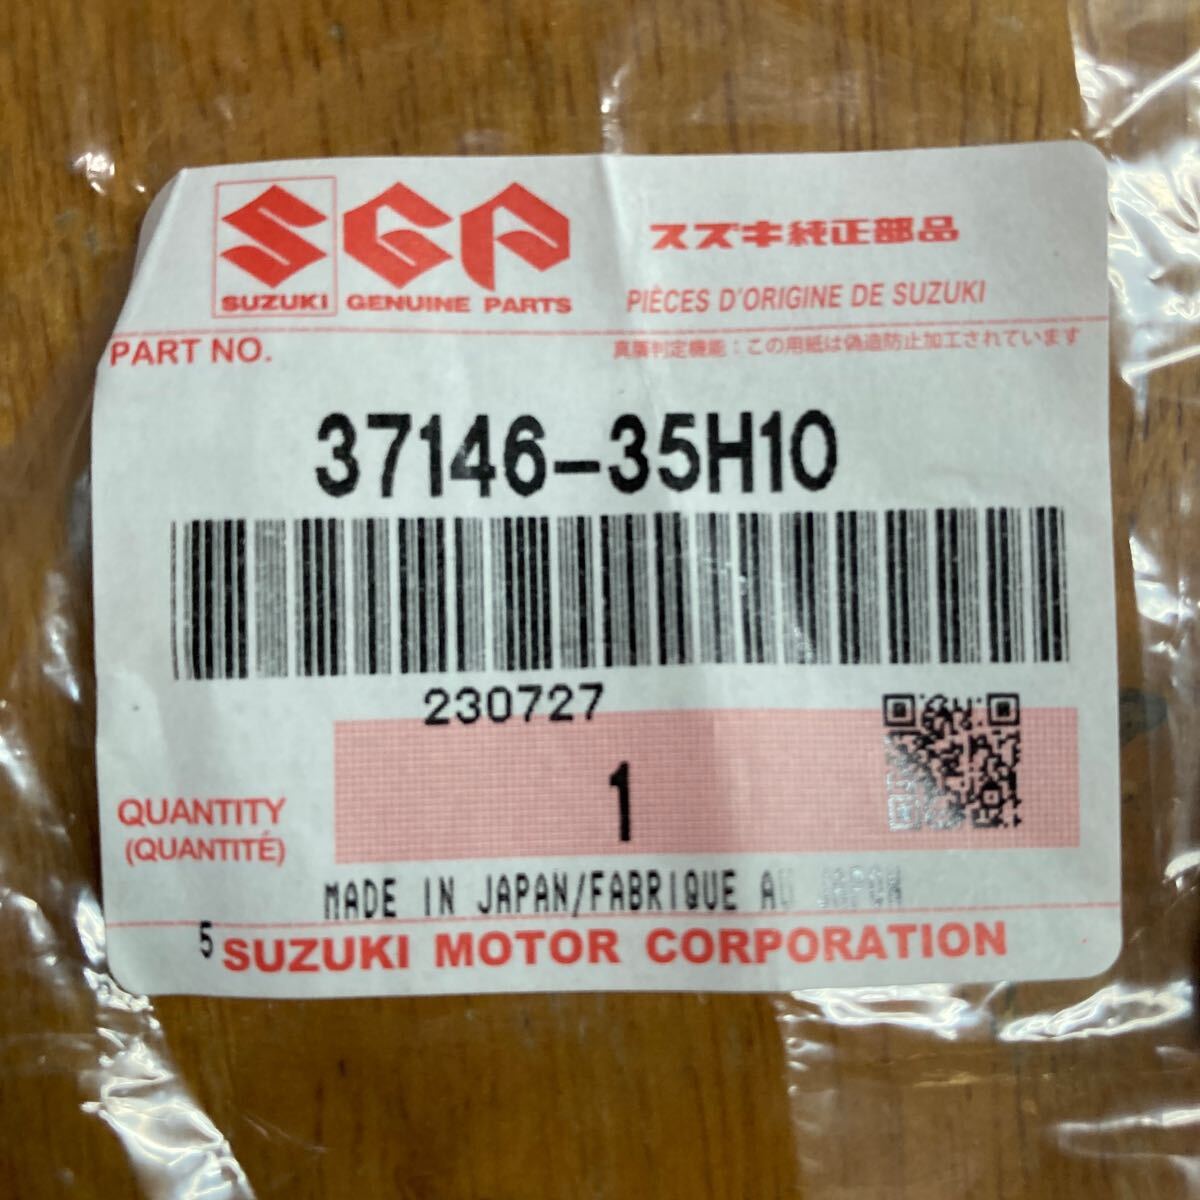 SGP
スズキ純正部品
SUZUKI GENUINE PARTS
PIÈCES D'ORIGINE DE SUZUKI
PART NO.
真贋判定機能：この用紙は偽造防止加工されています
37146-35H10
230727
1
QUANTITY
(QUANTITÉ)
MADE IN JAPAN/FABRIQUE AU JAPON
5
SUZUKI MOTOR CORPORATION